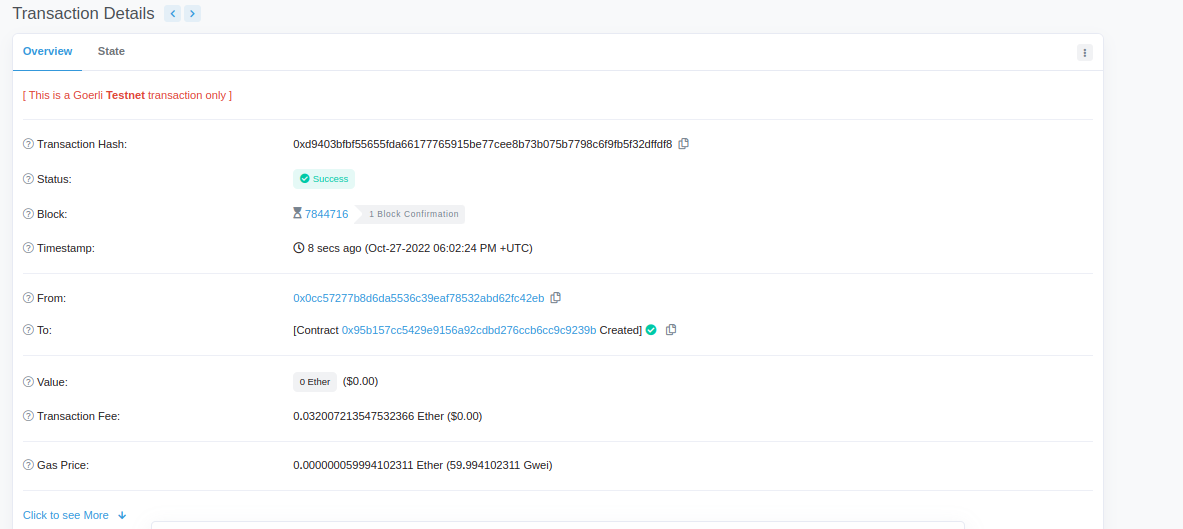 Transaction Details
Overview State
[ This is a Goerli Testnet transaction only ]
Transaction Hash: 0xd9403bfbf55655fda66177765915be77cee8b73b075b7798c6f9fb5f32dffdf8
Status: Success
Block: 7844716 1 Block Confirmation
Timestamp: 8 secs ago (Oct-27-2022 06:02:24 PM +UTC)
From: 0x0cc57277b8d6da5536c39eaf78532abd62fc42eb
To: [Contract 0x95b157cc5429e9156a92cdbd276ccb6cc9c9239b Created]
Value: 0 Ether ($0.00)
Transaction Fee: 0.032007213547532366 Ether ($0.00)
Gas Price: 0.000000059994102311 Ether (59.994102311 Gwei)
Click to see More